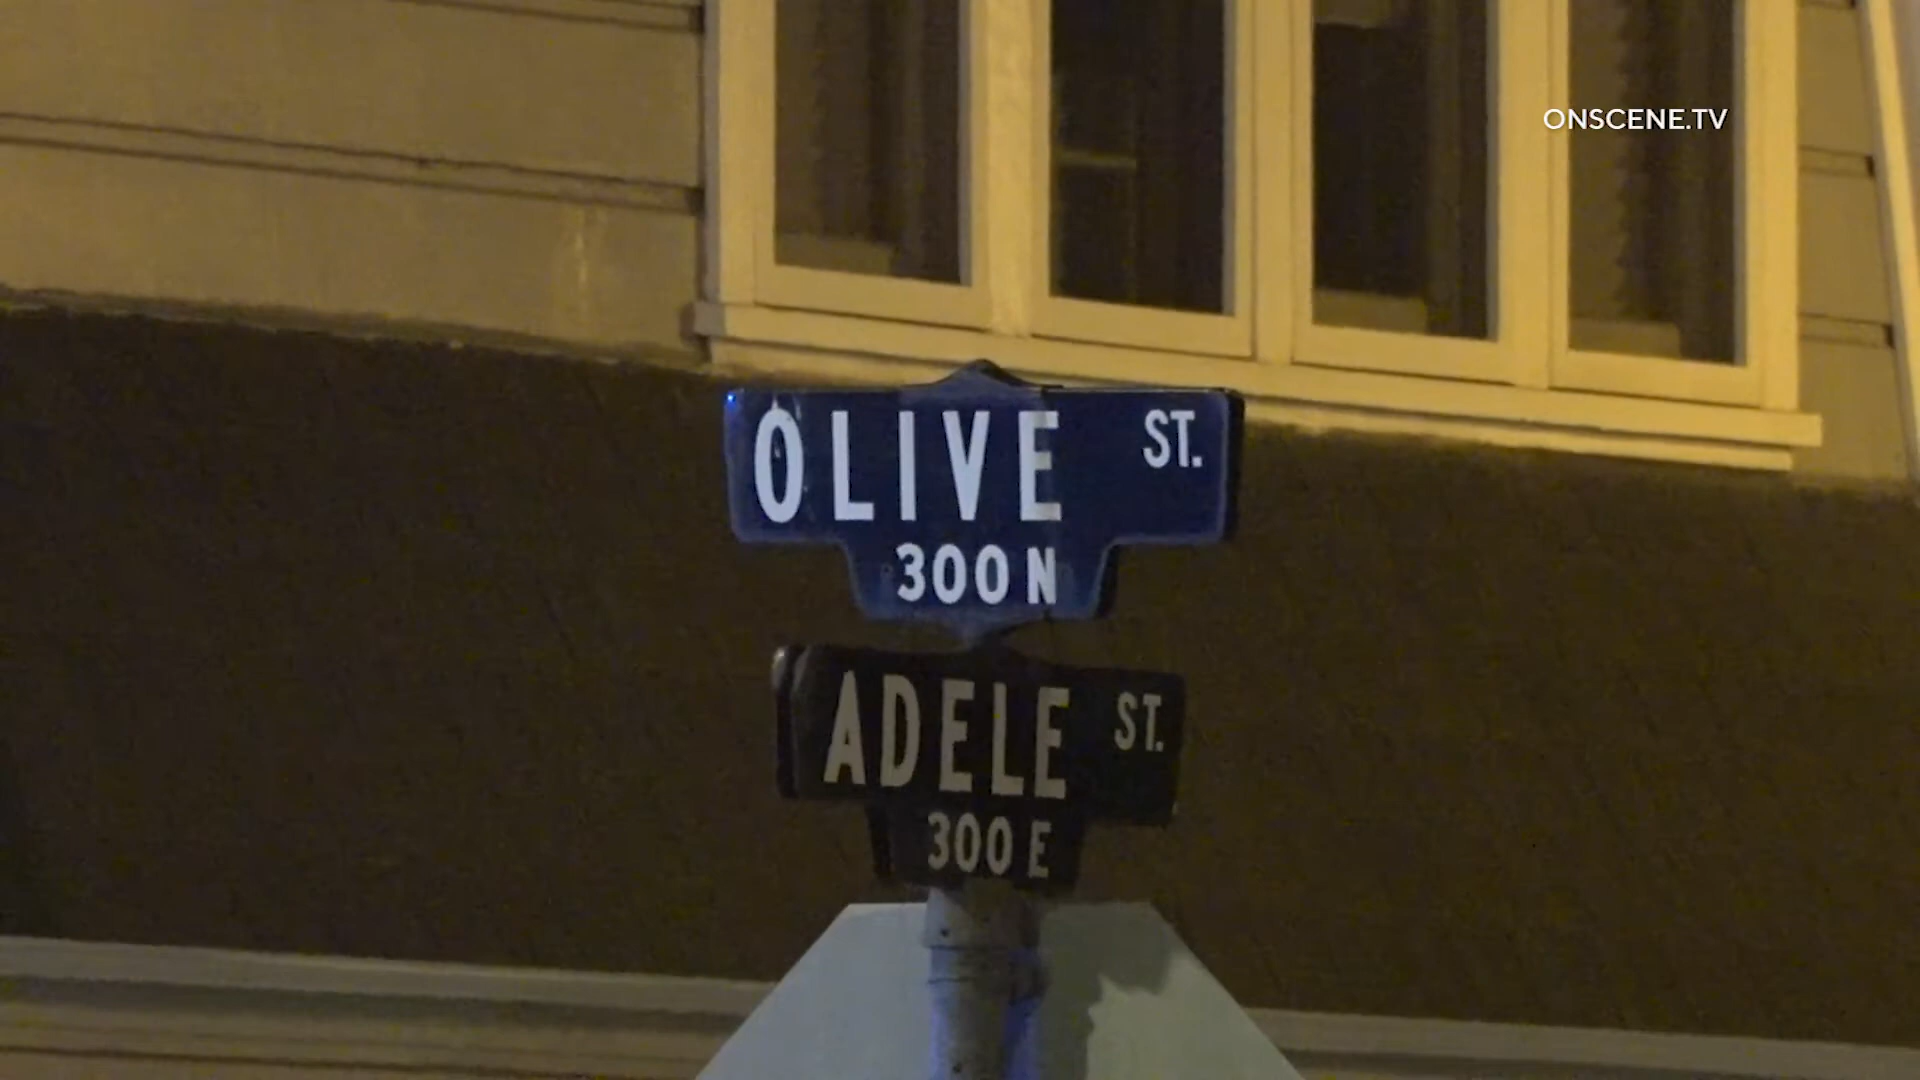 ONSCENE.TV
OLIVE ST.
300 N
ADELE ST.
300 E